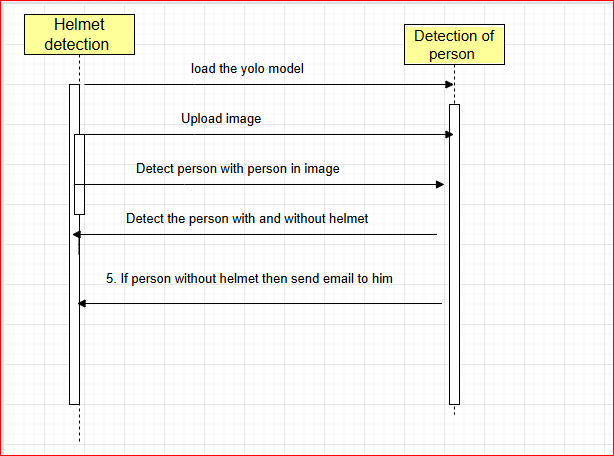 Helmet
detection
Detection of
person
load the yolo model
Upload image
Detect person with person in image
Detect the person with and without helmet
5. If person without helmet then send email to him